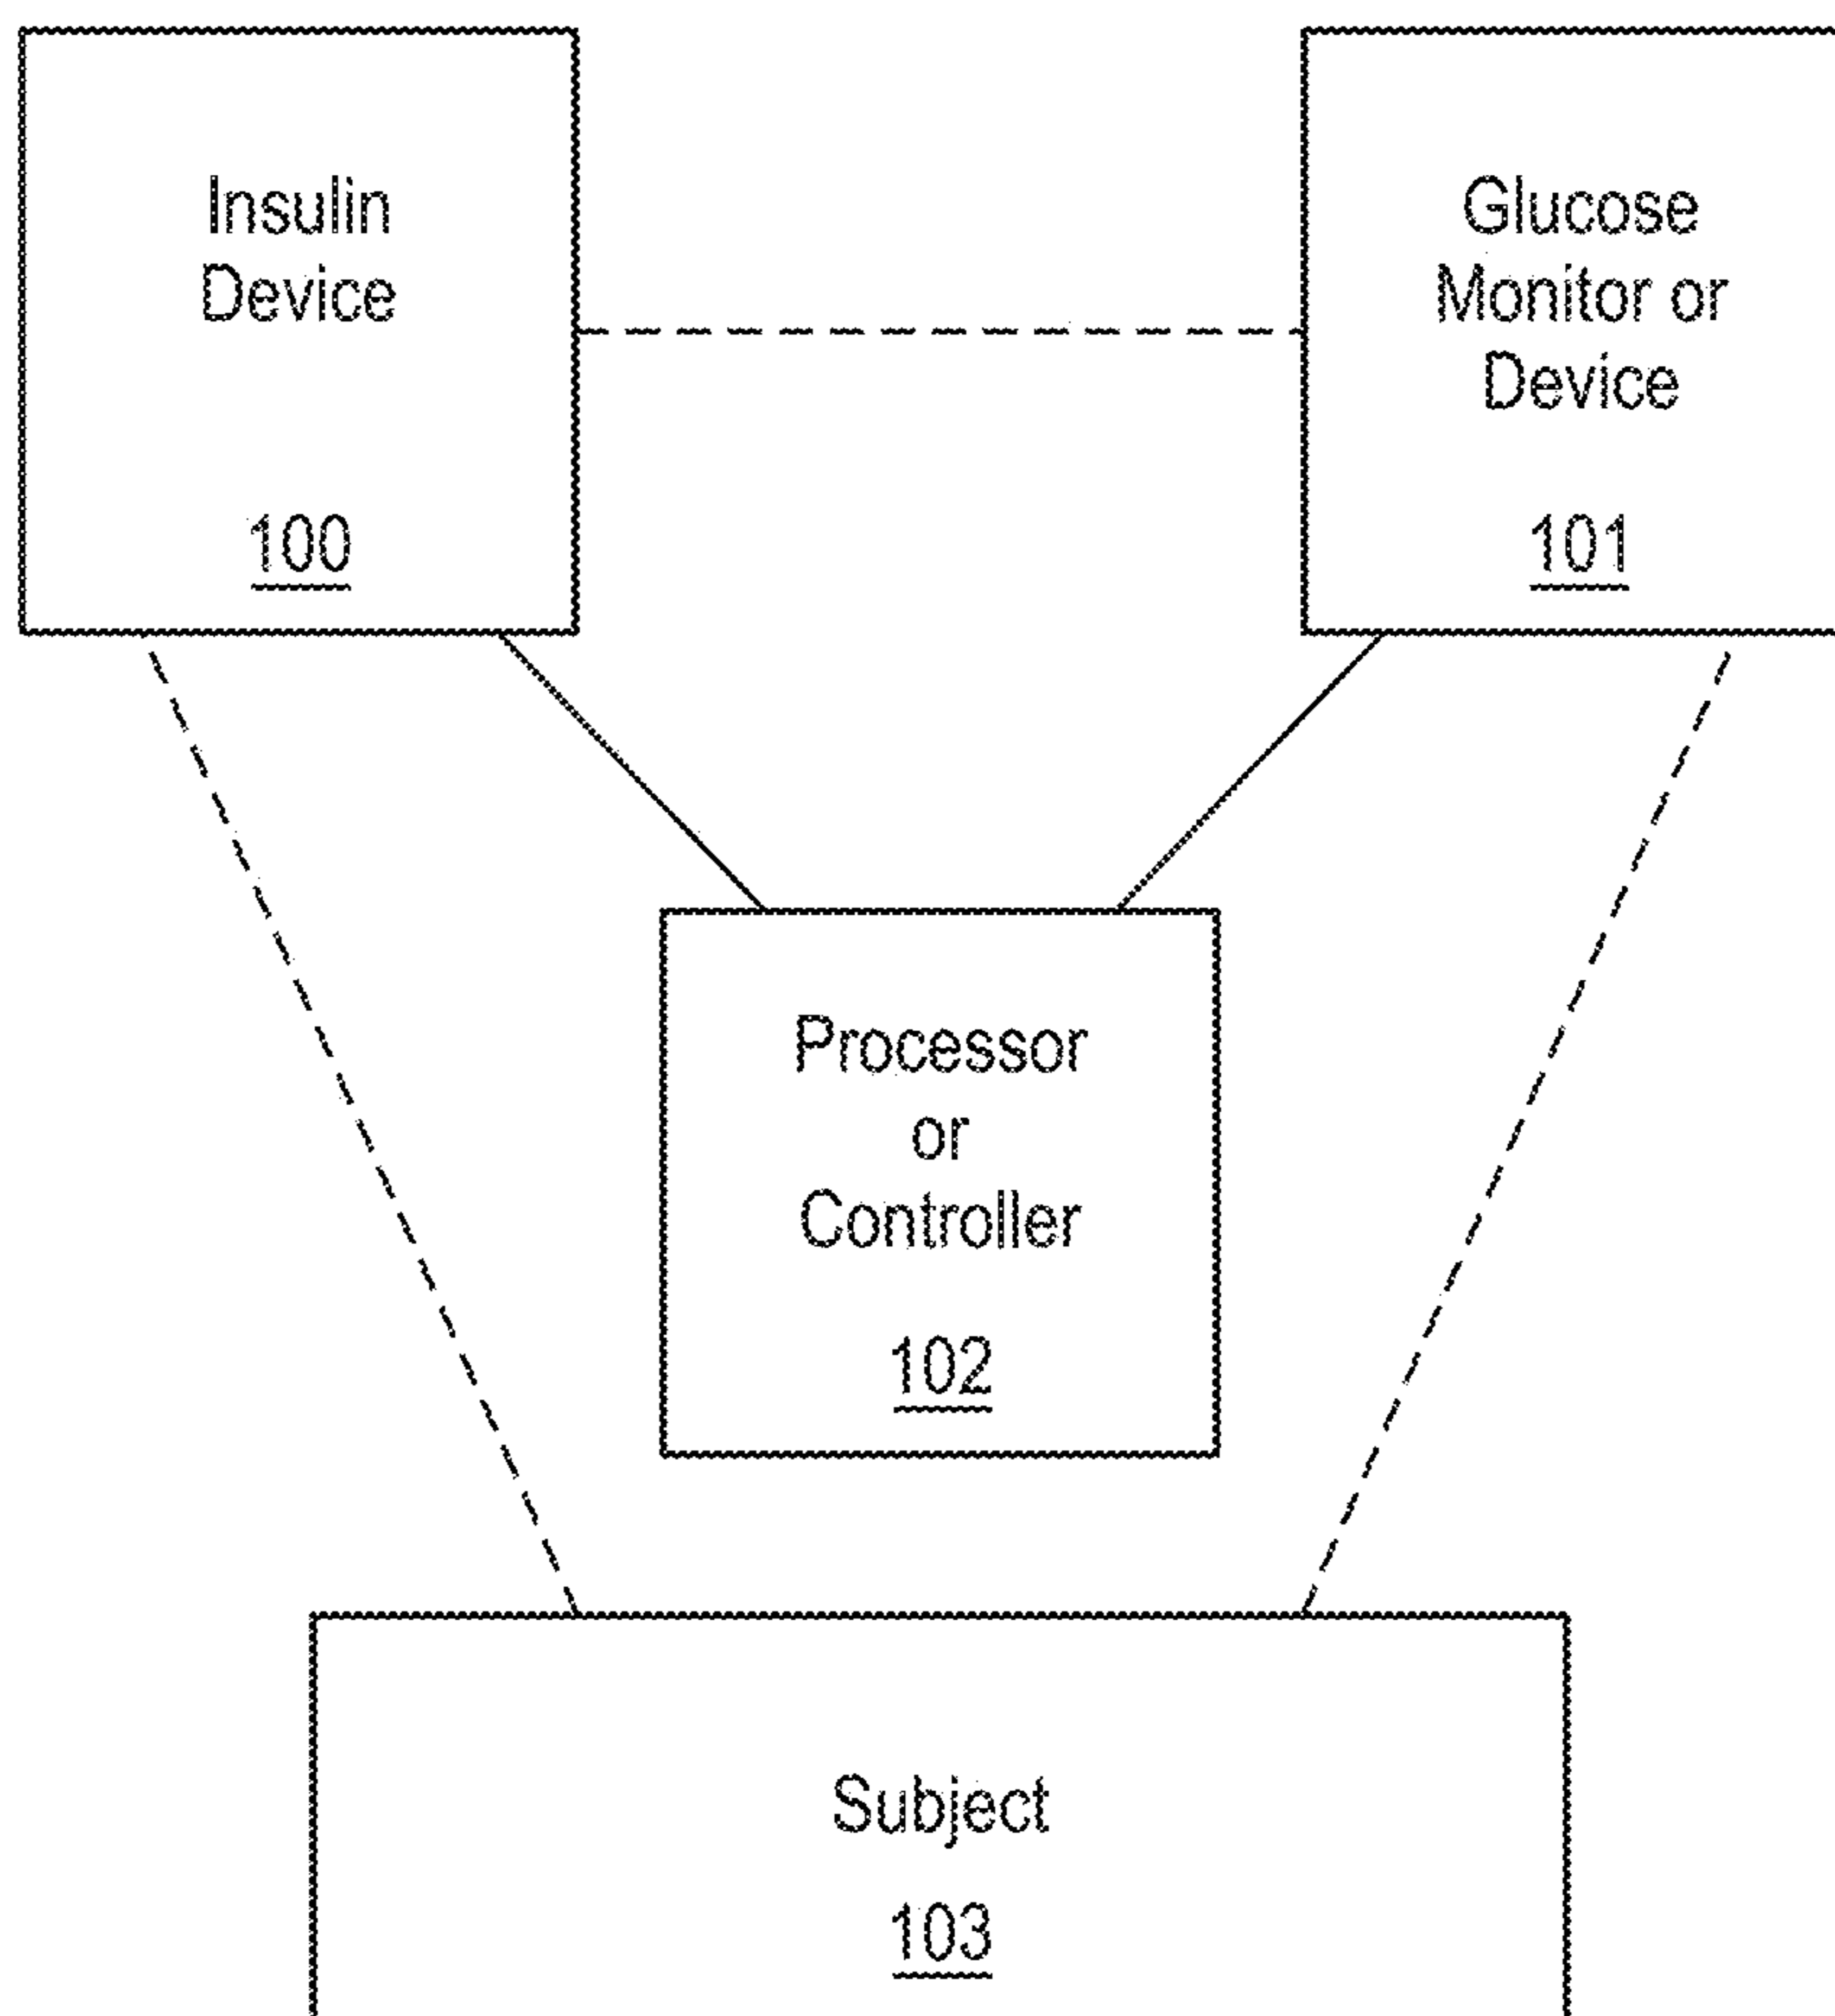 Insulin
Device
100
Glucose
Monitor or
Device
101
Processor
or
Controller
102
Subject
103